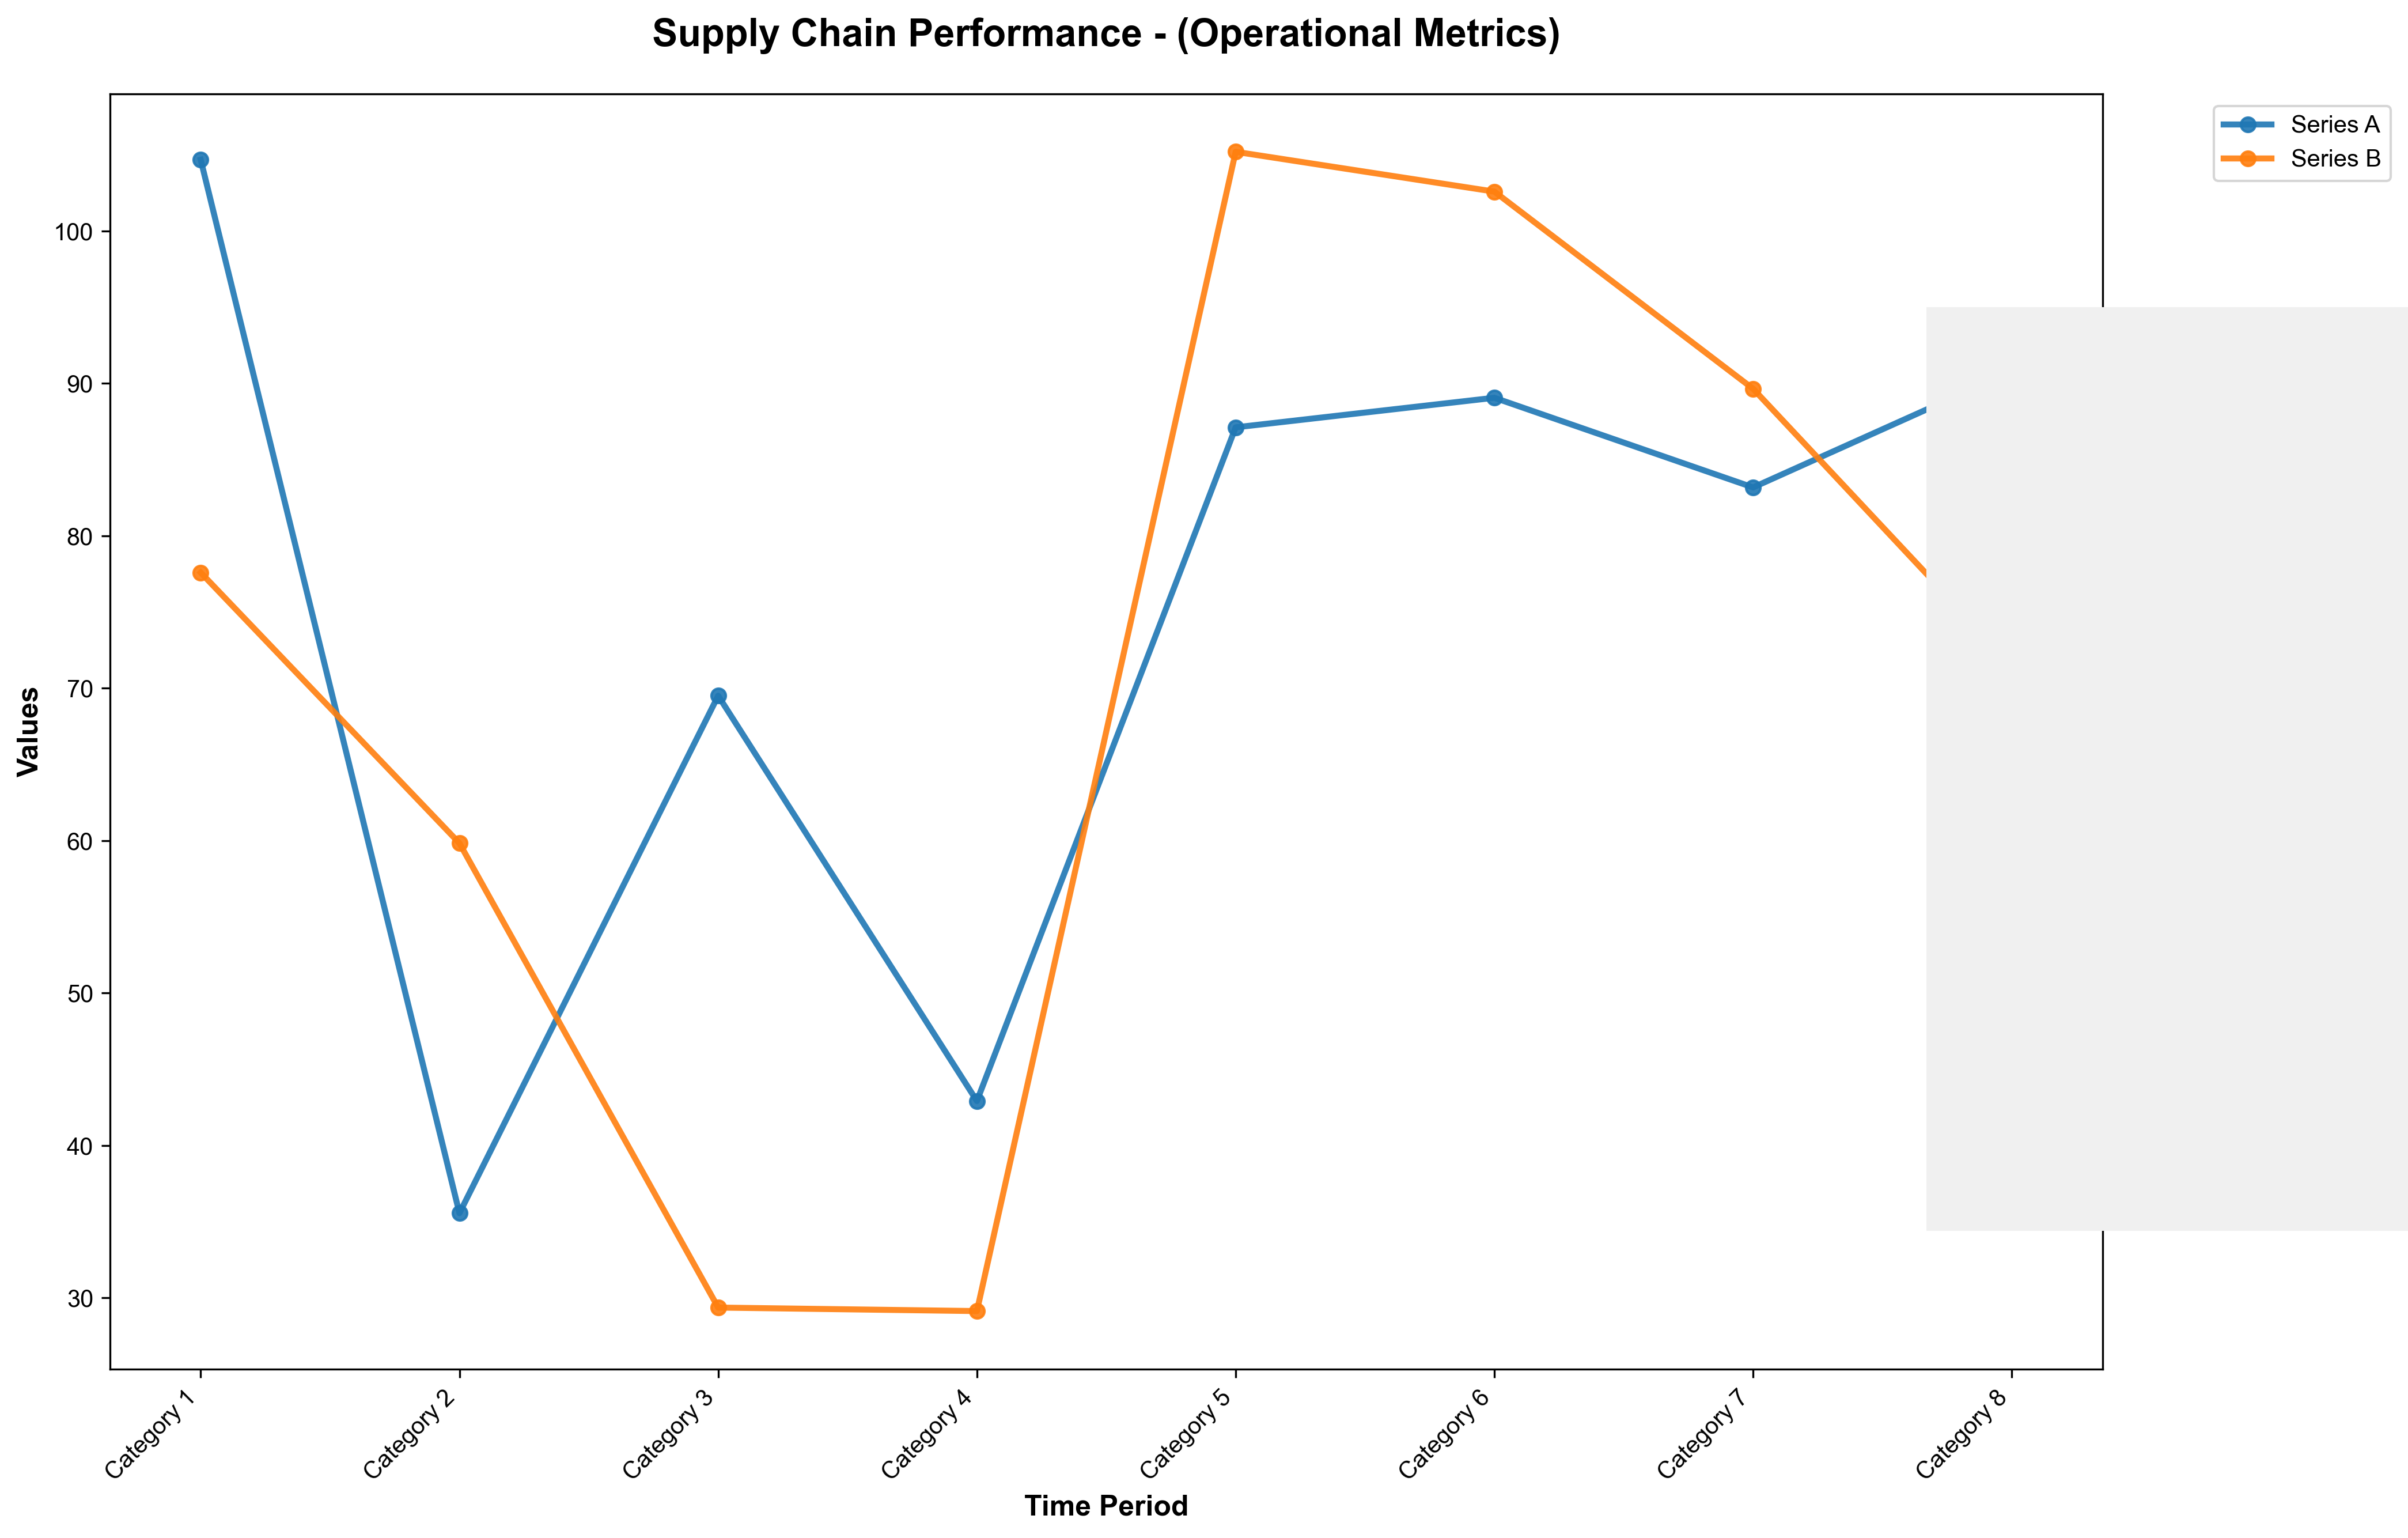 Supply Chain Performance - (Operational Metrics)
Series A
Series B
Values
100
90
80
70
60
50
40
30
Category 1
Category 2
Category 3
Category 4
Category 5
Category 6
Category 7
Category 8
Time Period